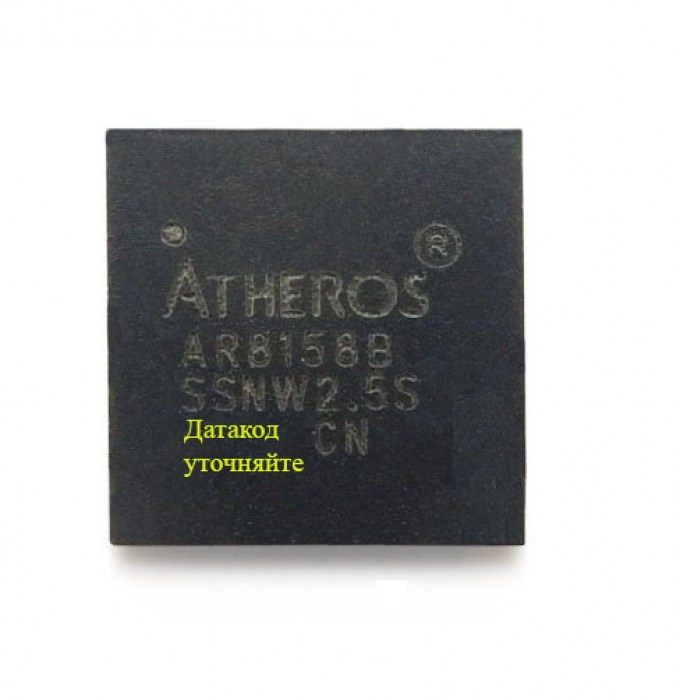 ATHEROS
AR8158B
SSNW2.5S
CN
Датакод
уточняйте